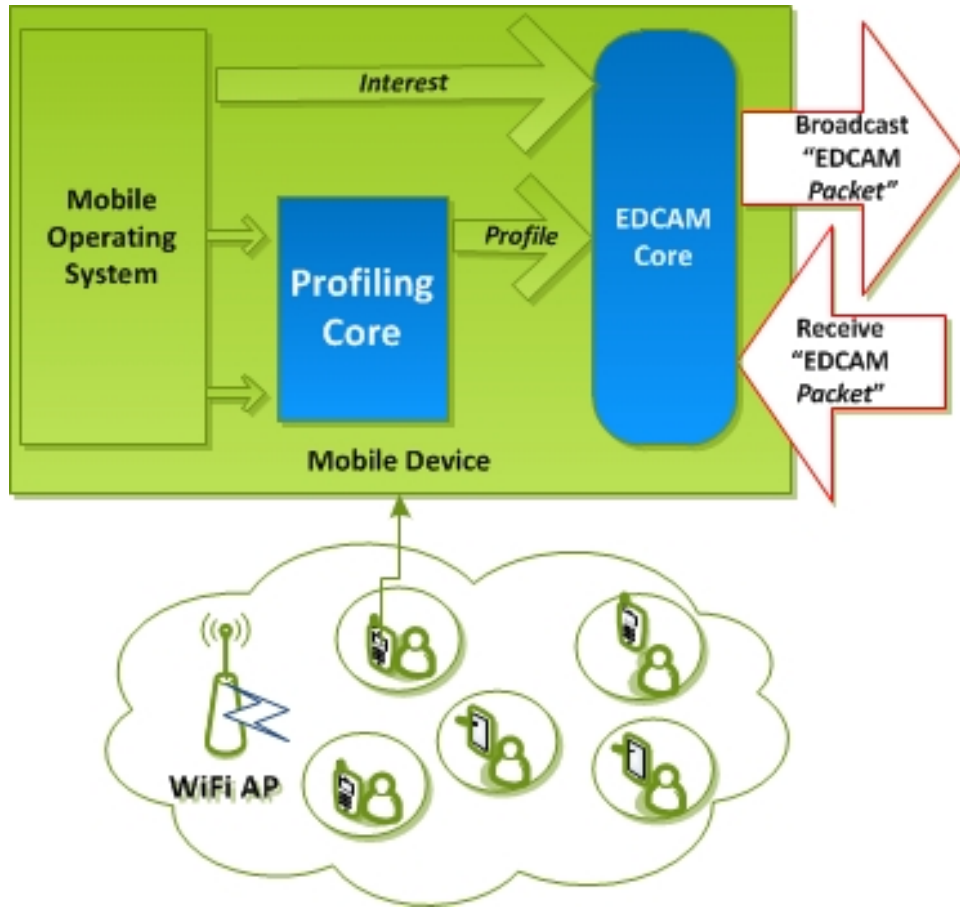 Interest
Mobile
Operating
System
Profiling
Core
Profile
EDCAM
Core
Broadcast
“EDCAM
Packet”
Receive
“EDCAM
Packet”
Mobile Device
WiFi AP